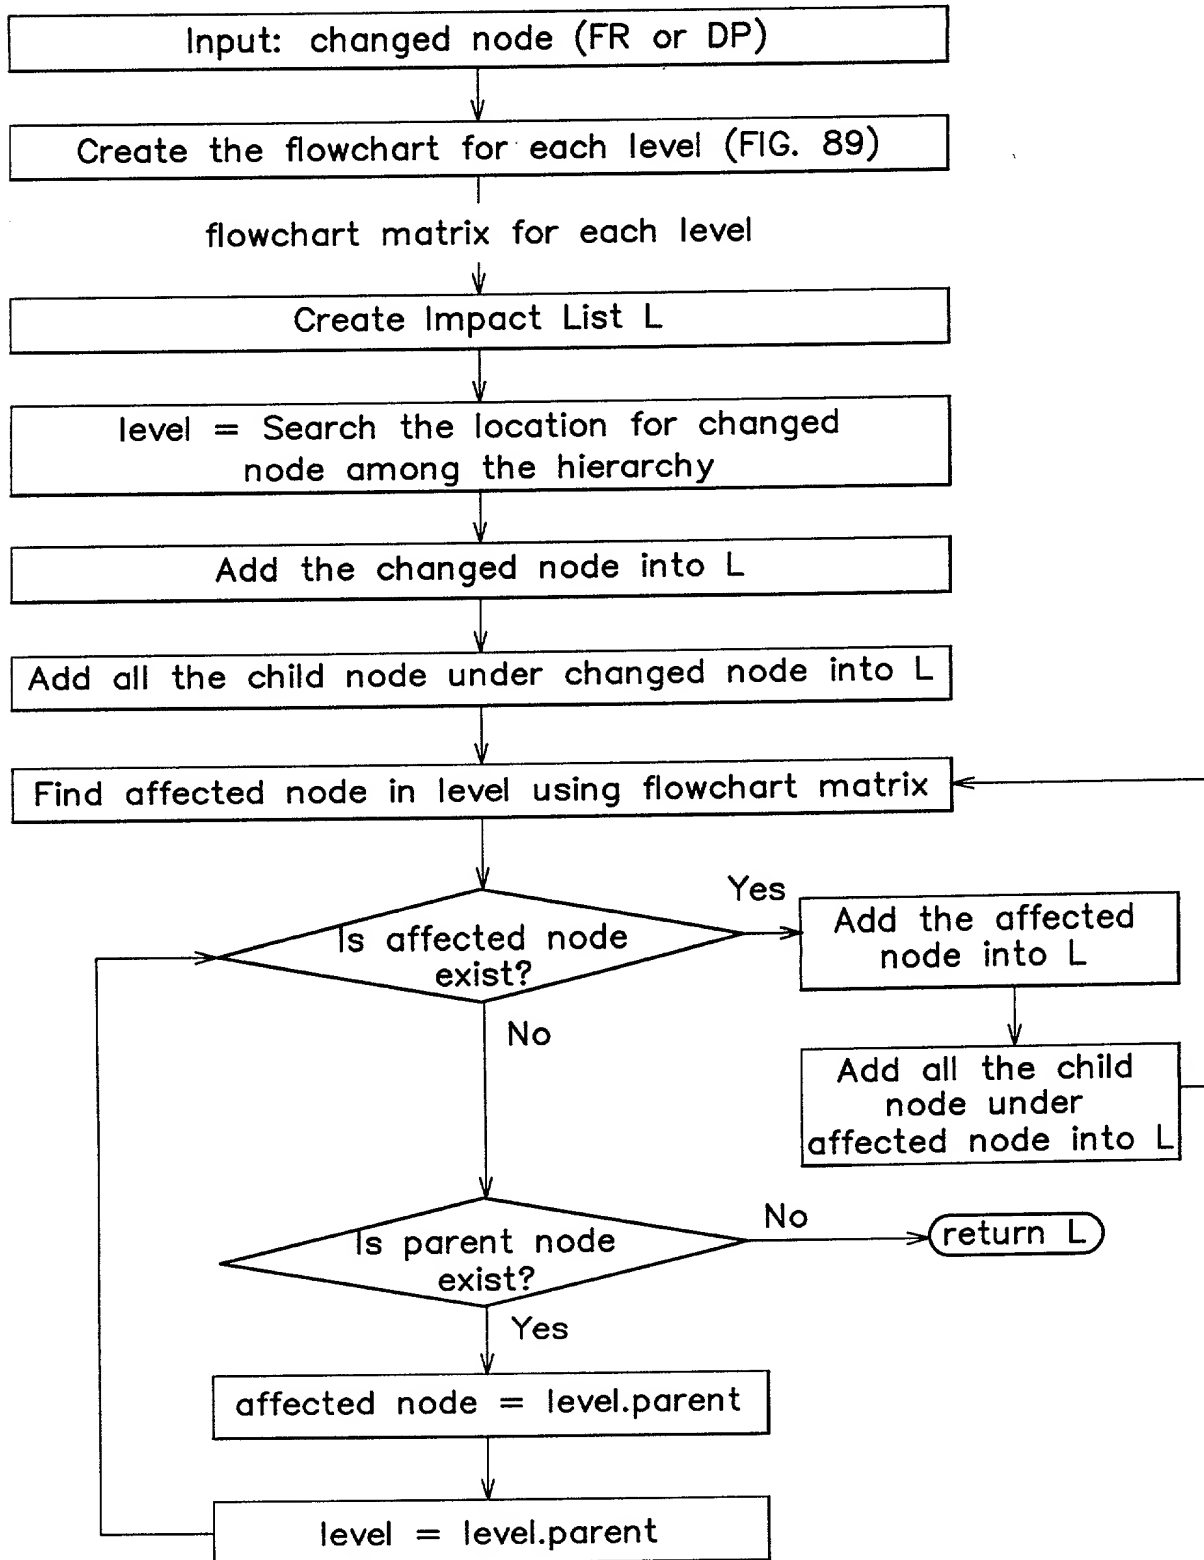 Input: changed node (FR or DP)
Create the flowchart for each level (FIG. 89)
flowchart matrix for each level
Create Impact List L
level = Search the location for changed
node among the hierarchy
Add the changed node into L
Add all the child node under changed node into L
Find affected node in level using flowchart matrix
Is affected node
exist?
Yes
Add the affected
node into L
No
Add all the child
node under
affected node into L
Is parent node
exist?
No
return L
Yes
affected node = level.parent
level = level.parent